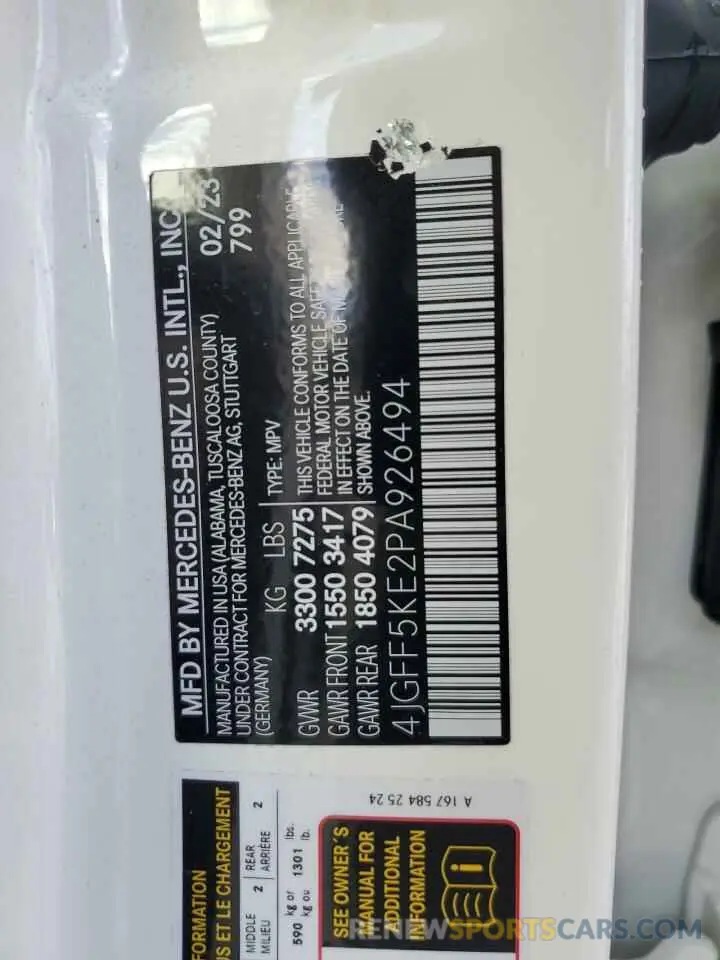 MFD BY MERCEDES-BENZ U.S. INTL., INC
MANUFACTURED IN USA (ALABAMA, TUSCALOOSA COUNTY) 02/23
UNDER CONTRACT FOR MERCEDES-BENZ AG, STUTTGART 799
(GERMANY)
KG LBS TYPE: MPV
GVWR 3300 7275 THIS VEHICLE CONFORMS TO ALL APPLICABLE
GAWR FRONT 1550 3417 FEDERAL MOTOR VEHICLE
IN EFFECT ON THE DATE OF
GAWR REAR 1850 4079 SHOWN ABOVE.
4JGFF5KE2PA926494
FORMATION
ET LE CHARGEMENT
MIDDLE 2 REAR 2
MILIEU ARRIÈRE
590 kg or 1301 lbs.
kg ou lb.
SEE OWNER'S
MANUAL FOR
ADDITIONAL
INFORMATION
A 167 584 25 24
RENEWSPORTSCARS.COM